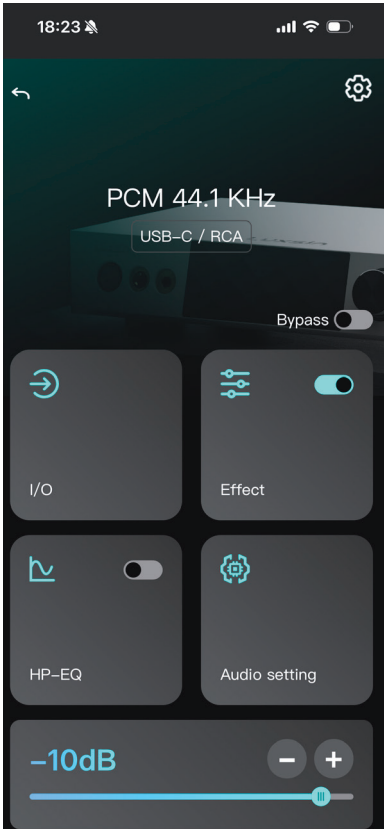 18:23
PCM 44.1 KHz
USB-C / RCA
Bypass
I/O
Effect
HP-EQ
Audio setting
-10dB
- +